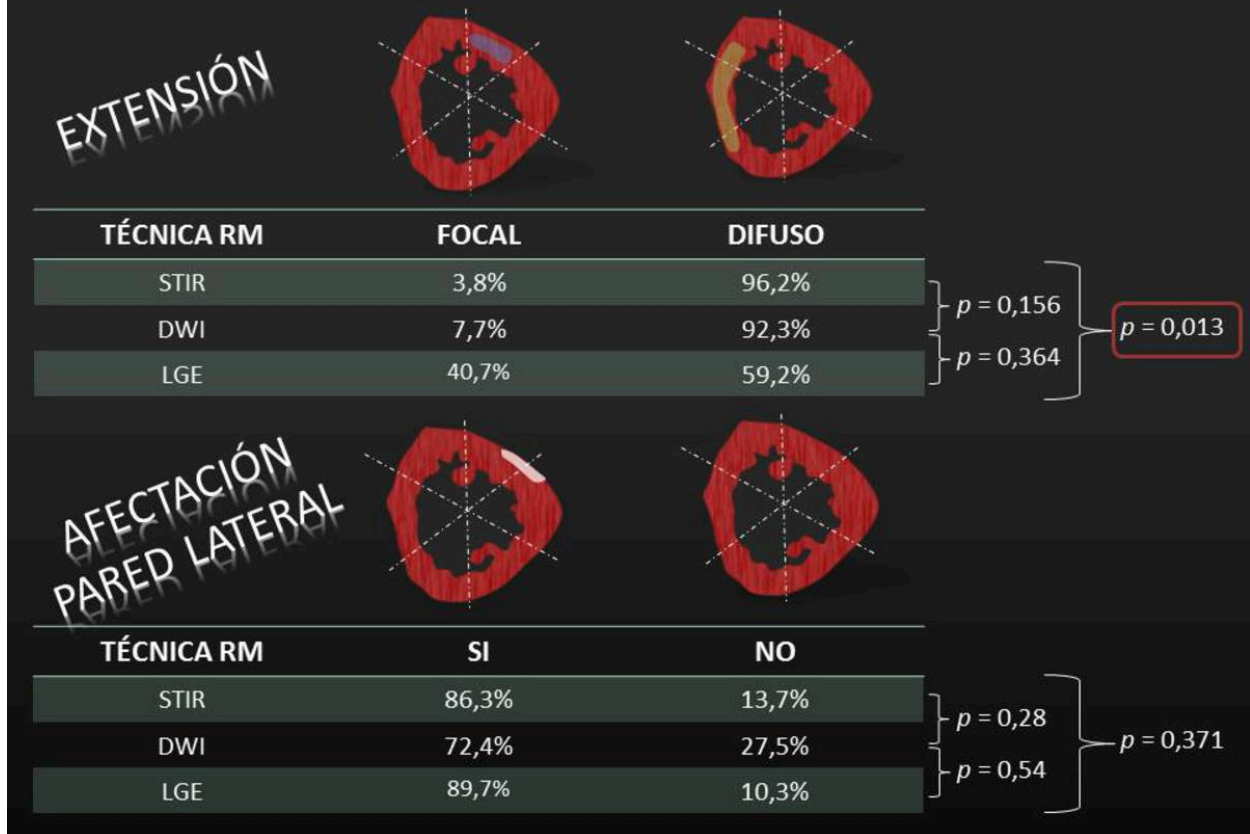 EXTENSIÓN
TÉCNICA RM FOCAL DIFUSO
STIR 3,8% 96,2%
DWI 7,7% 92,3%
LGE 40,7% 59,2%
p = 0,156
p = 0,364
p = 0,013
AFECTACIÓN
PARED LATERAL
TÉCNICA RM SI NO
STIR 86,3% 13,7%
DWI 72,4% 27,5%
LGE 89,7% 10,3%
p = 0,28
p = 0,54
p = 0,371